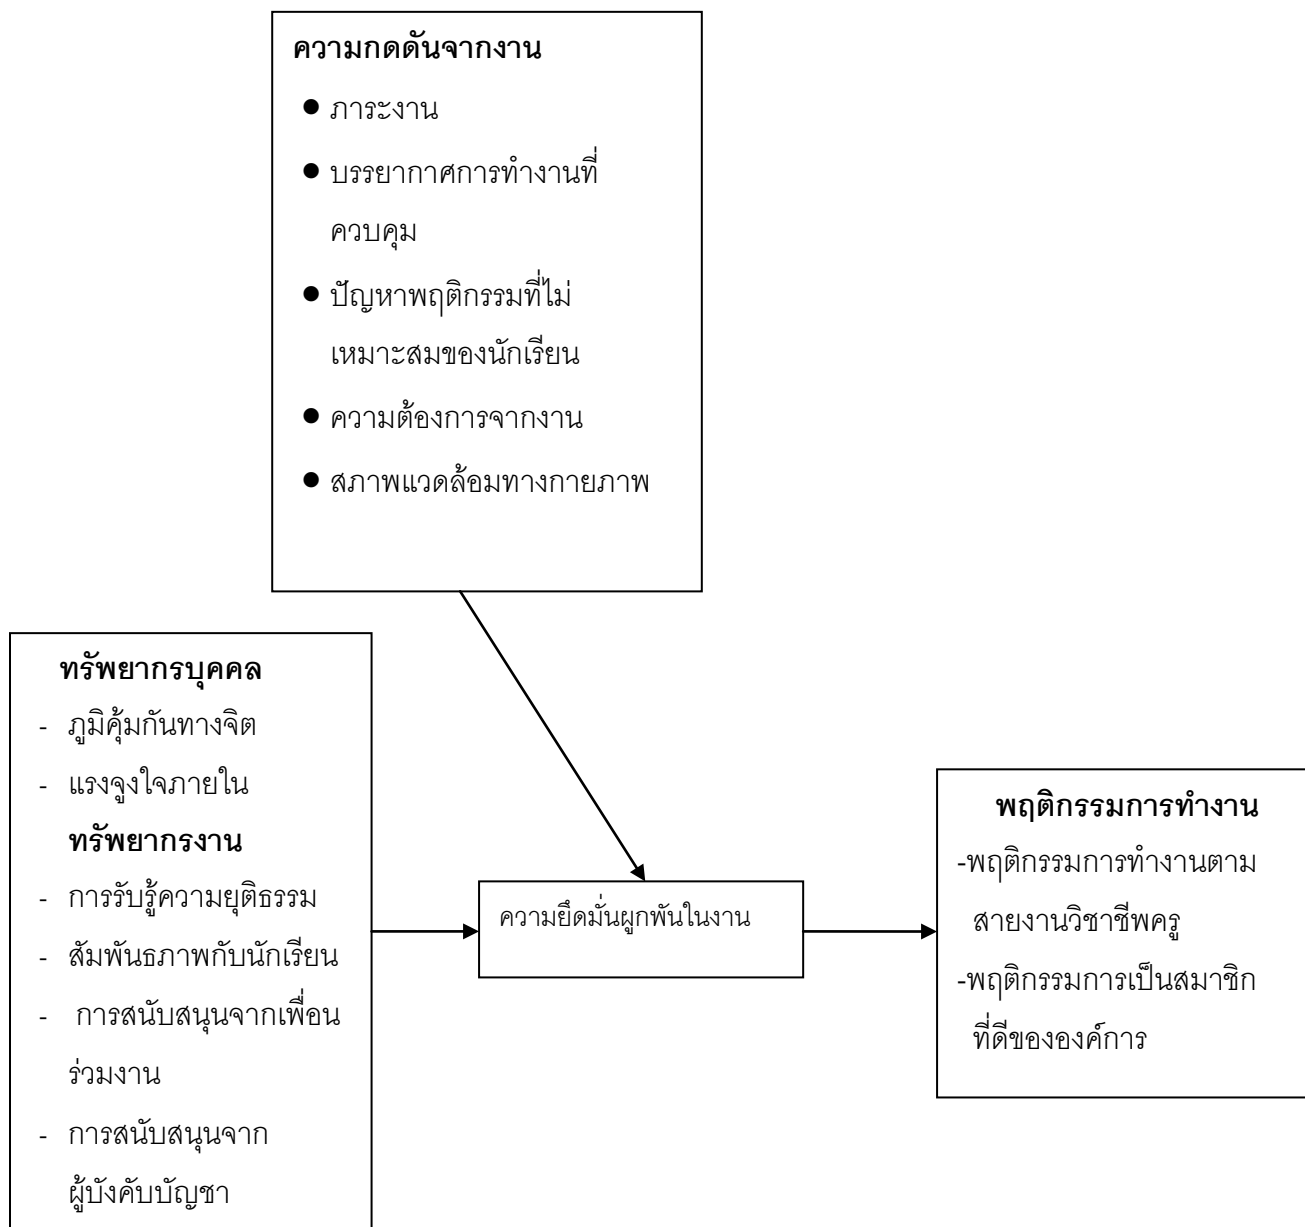 ความกดดันจากงาน
● ภาระงาน
● บรรยากาศการทำงานที่
ควบคุม
● ปัญหาพฤติกรรมที่ไม่
เหมาะสมของนักเรียน
● ความต้องการจากงาน
● สภาพแวดล้อมทางกายภาพ
ทรัพยากรบุคคล
- ภูมิคุ้มกันทางจิต
- แรงจูงใจภายใน
ทรัพยากรงาน
- การรับรู้ความยุติธรรม
- สัมพันธภาพกับนักเรียน
- การสนับสนุนจากเพื่อน
ร่วมงาน
- การสนับสนุนจาก
ผู้บังคับบัญชา
ความยึดมั่นผูกพันในงาน
พฤติกรรมการทำงาน
-พฤติกรรมการทำงานตาม
สายงานวิชาชีพครู
-พฤติกรรมการเป็นสมาชิก
ที่ดีขององค์การ